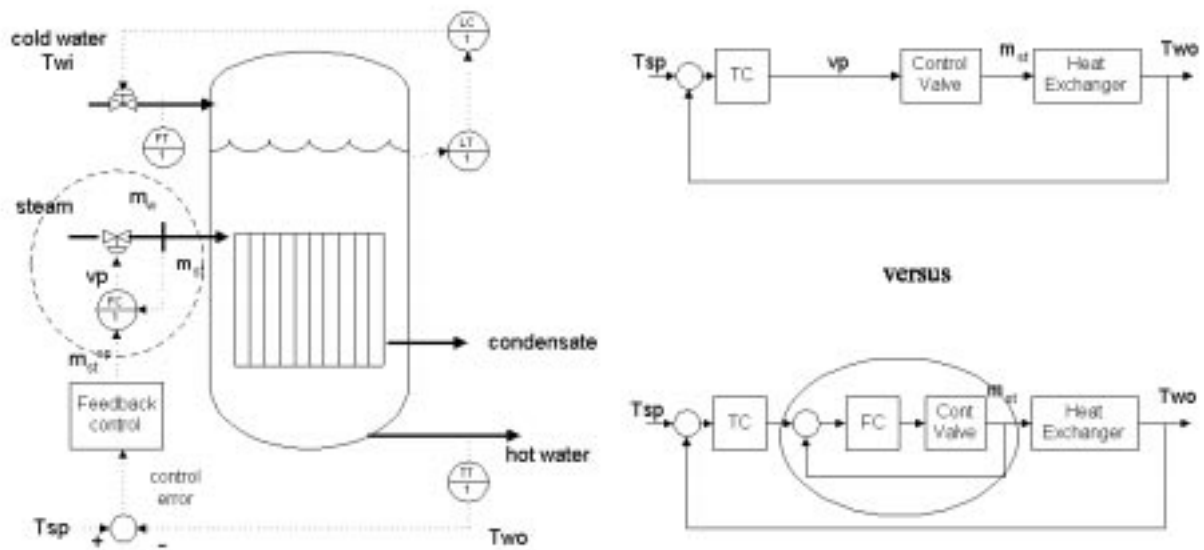 cold water
Twi
LC
1
FT
1
LT
1
steam
m
w
m
st
vp
FC
1
m
st
sp
Feedback
control
control
error
Tsp
+
-
Two
condensate
hot water
TT
1
Tsp
TC
vp
Control
Valve
m
st
Heat
Exchanger
Two
versus
Tsp
TC
FC
Cont
Valve
m
st
Heat
Exchanger
Two